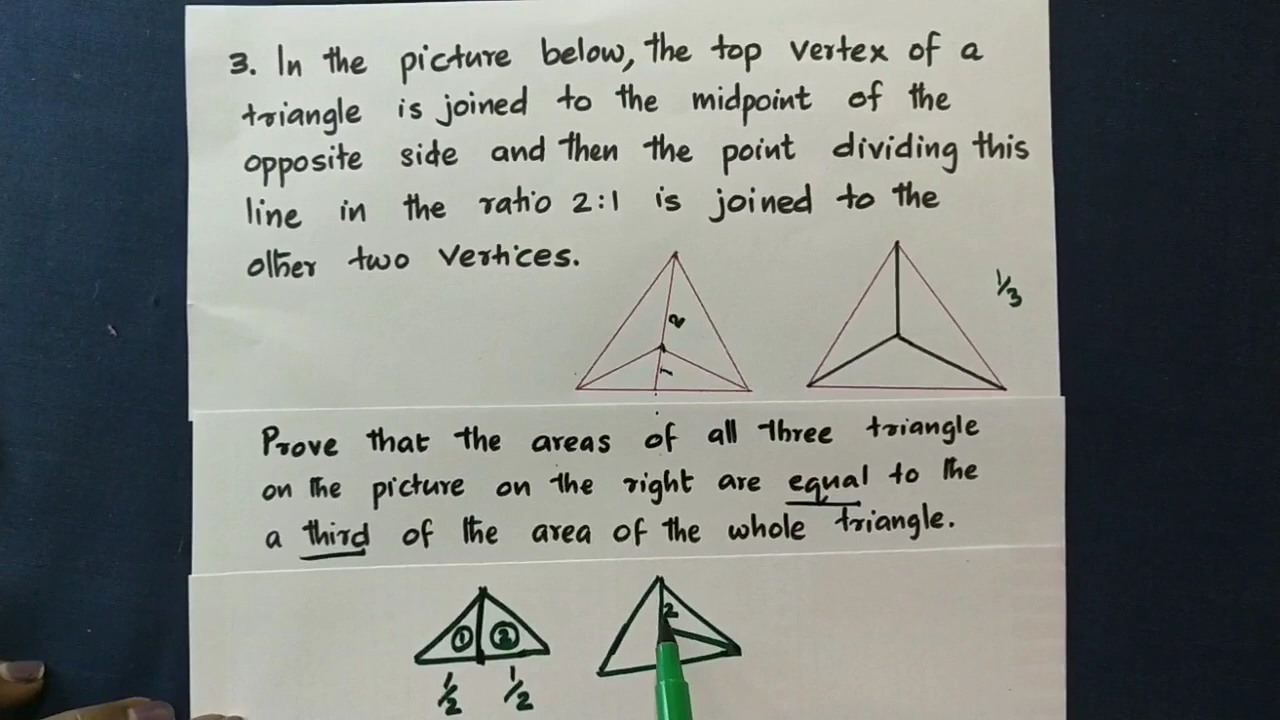 3. In the picture below, the top vertex of a
triangle is joined to the midpoint of the
opposite side and then the point dividing this
line in the ratio 2:1 is joined to the
other two vertices.
2
1
1/3
Prove that the areas of all three triangle
on the picture on the right are equal to the
a third of the area of the whole triangle.
① ②
1/2 1/2
2